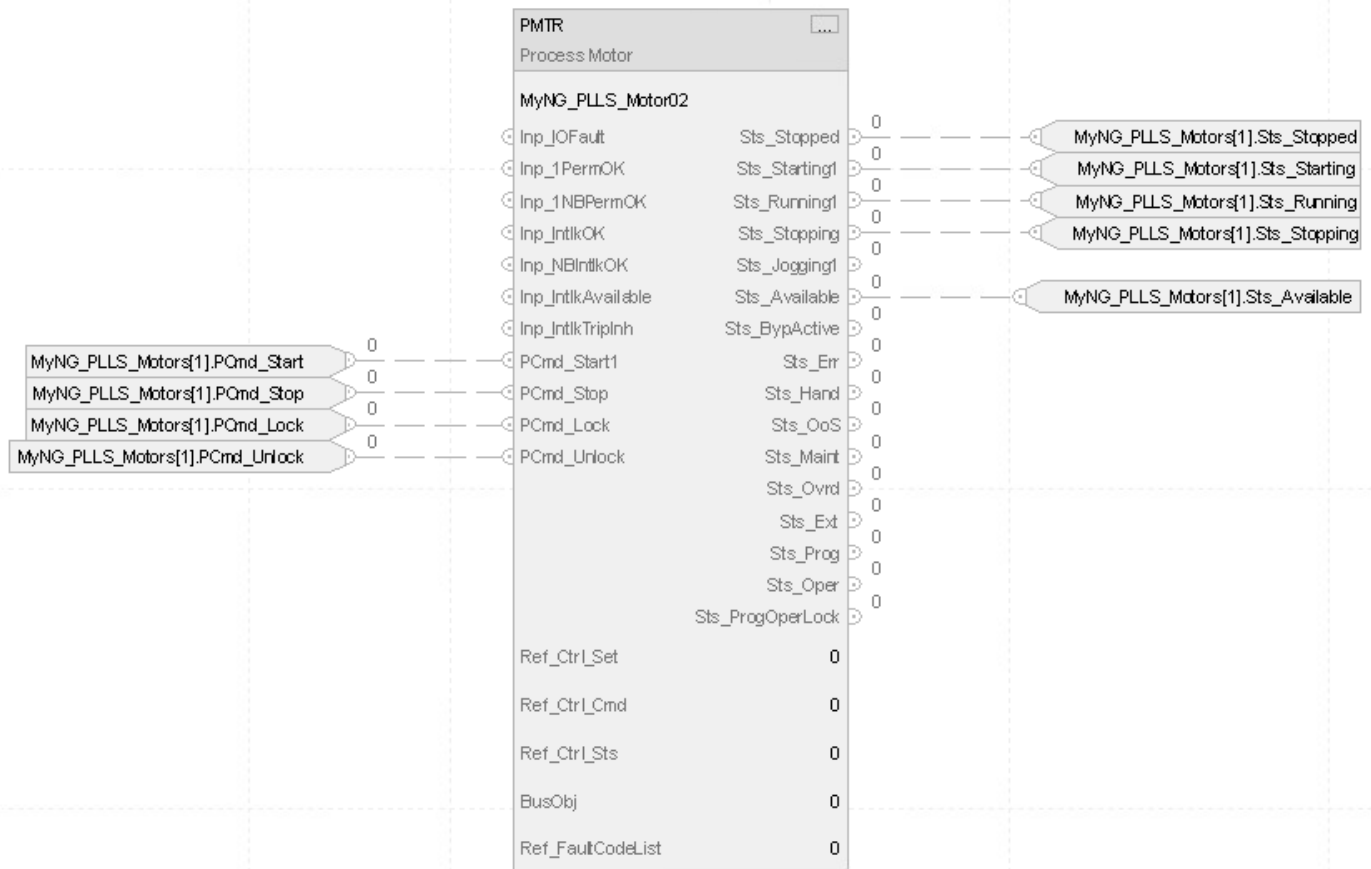 PMTR
...
Process Motor
MyNG_PLLS_Motor02
Inp_IOFault Sts_Stopped 0 MyNG_PLLS_Motors[1].Sts_Stopped
Inp_1PermOK Sts_Starting1 0 MyNG_PLLS_Motors[1].Sts_Starting
Inp_1NBPermOK Sts_Running1 0 MyNG_PLLS_Motors[1].Sts_Running
Inp_IntlkOK Sts_Stopping 0 MyNG_PLLS_Motors[1].Sts_Stopping
Inp_NBIntlkOK Sts_Jogging1 0
Inp_IntlkAvailable Sts_Available 0 MyNG_PLLS_Motors[1].Sts_Available
Inp_IntlkTripInh Sts_BypActive 0
MyNG_PLLS_Motors[1].PCmd_Start 0 PCmd_Start1 Sts_Err 0
MyNG_PLLS_Motors[1].PCmd_Stop 0 PCmd_Stop Sts_Hand 0
MyNG_PLLS_Motors[1].PCmd_Lock 0 PCmd_Lock Sts_OoS 0
MyNG_PLLS_Motors[1].PCmd_Unlock 0 PCmd_Unlock Sts_Maint 0
Sts_Ovrd 0
Sts_Ext 0
Sts_Prog 0
Sts_Oper 0
Sts_ProgOperLock 0
Ref_Ctrl_Set 0
Ref_Ctrl_Cmd 0
Ref_Ctrl_Sts 0
BusObj 0
Ref_FaultCodeList 0